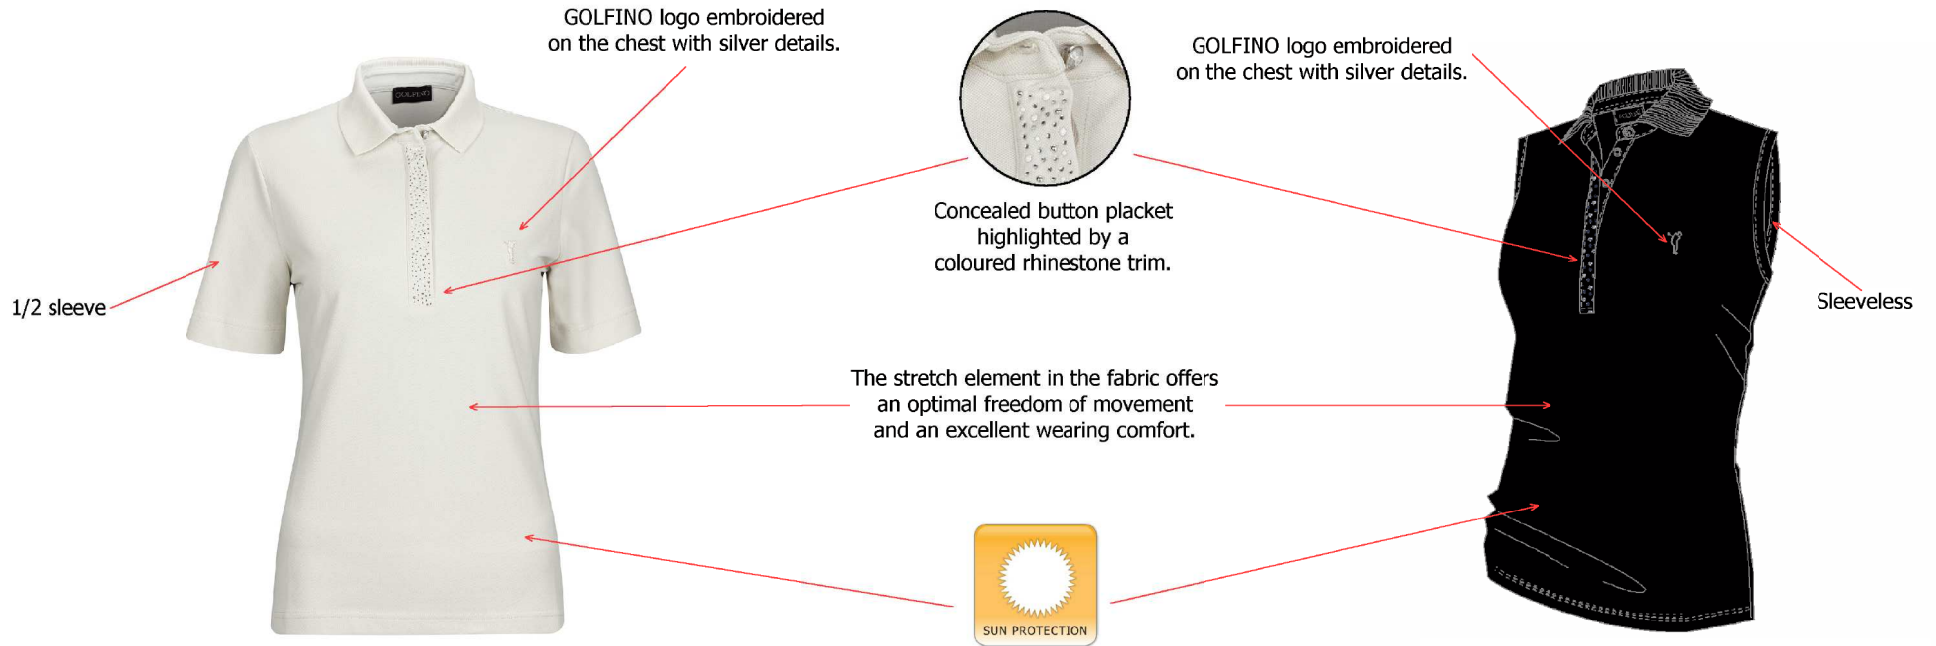 GOLFINO logo embroidered
on the chest with silver details.
GOLFINO logo embroidered
on the chest with silver details.
GOLFINO
Concealed button placket
highlighted by a
coloured rhinestone trim.
1/2 sleeve
Sleeveless
The stretch element in the fabric offers
an optimal freedom of movement
and an excellent wearing comfort.
SUN PROTECTION